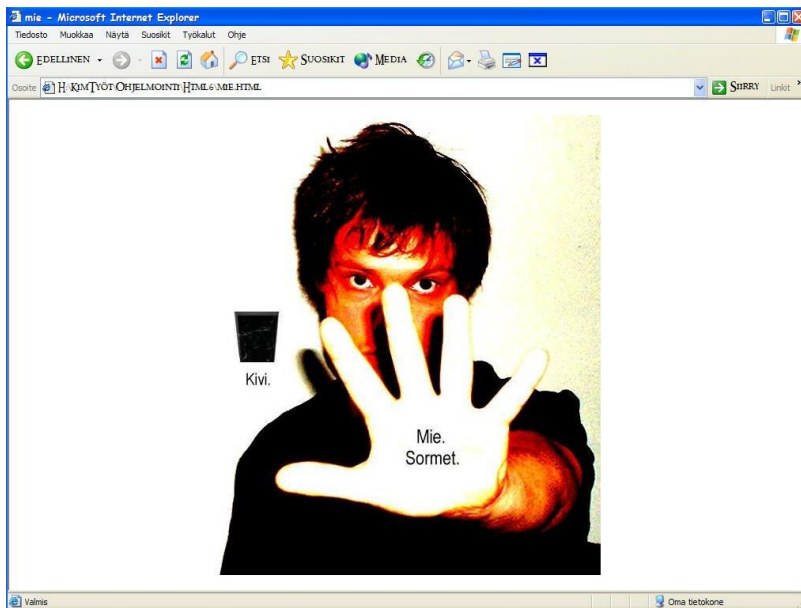 mie - Microsoft Internet Explorer
Tiedosto Muokkaa Näytä Suosikit Työkalut Ohje
EDELLINEN ETSI SUOSIKIT MEDIA
Osoite H:\KIMTYÖT\OHJELMOINTI\HTML6\MIE.HTML SIIRRY Linkit »
Kivi.
Mie.
Sormet.
Valmis Oma tietokone